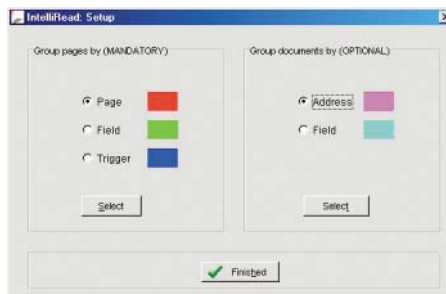 IntelliRead: Setup
Group pages by (MANDATORY)
Page
Field
Trigger
Select
Group documents by (OPTIONAL)
Address
Field
Select
Finished